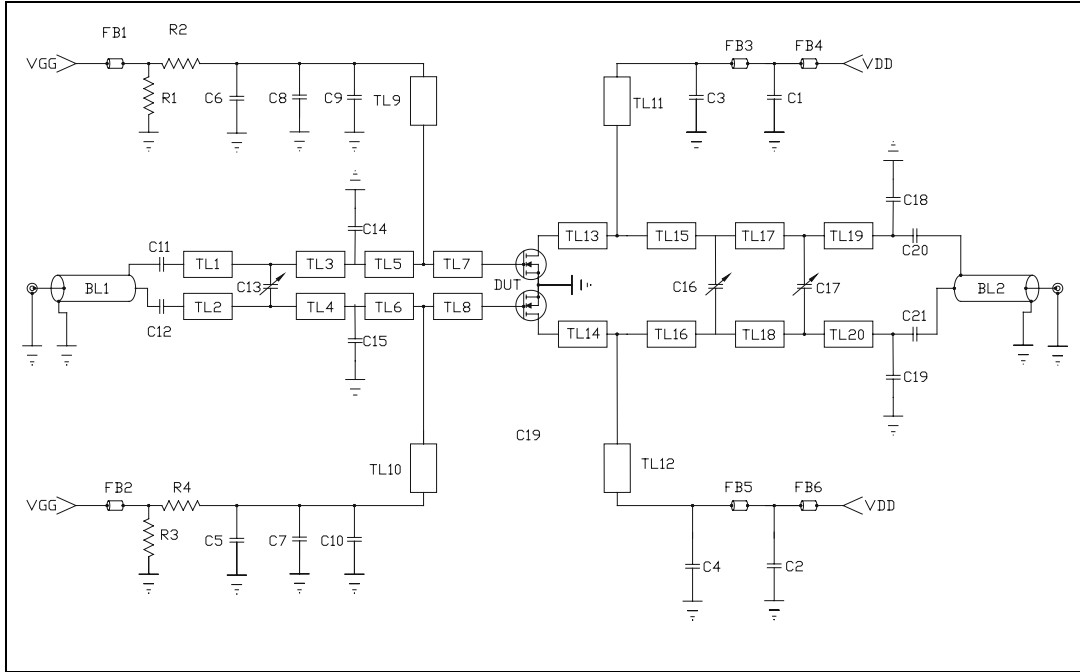 FB1 R2 FB3 FB4
VGG VDD
R1 C6 C8 C9 TL9 TL11 C3 C1
C14 C18
C11 TL13 TL15 TL17 TL19 C20
TL1 TL3 TL5 TL7
BL1 C13 DUT C16 C17 BL2
TL2 TL4 TL6 TL8
C12 C15 TL14 TL16 TL18 TL20 C21
C19
C19
TL10 TL12
FB2 R4 FB5 FB6
VGG VDD
R3 C5 C7 C10 C4 C2